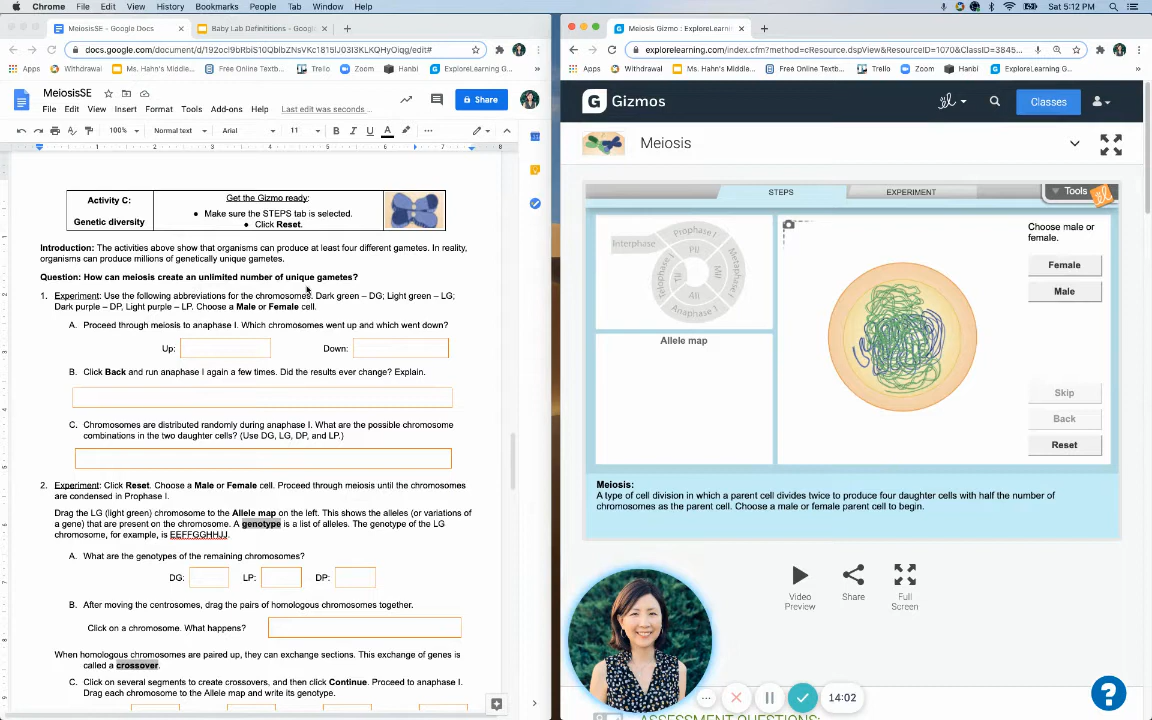 Chrome File Edit View History Bookmarks People Tab Window Help
Sat 5:12 PM
MeiosisSE - Google Docs
Baby Lab Definititions - Google
docs.google.com/document/d/192ocI9bRbiS10QbIbZNsVKc1815IJ03I3KLKQHyOiqg/edit#
Apps Withdrawal Ms. Hahn's Middle... Free Online Textb... Trello Zoom Hanbi ExploreLearning G...
MeiosisSE
File Edit View Insert Format Tools Add-ons Help Last edit was seconds ...
Share
100% Normal text Arial 11 B I U A
Activity C:
Genetic diversity
Get the Gizmo ready:
● Make sure the STEPS tab is selected.
● Click Reset.
Introduction: The activities above show that organisms can produce at least four different gametes. In reality,
organisms can produce millions of genetically unique gametes.
Question: How can meiosis create an unlimited number of unique gametes?
1. Experiment: Use the following abbreviations for the chromosomes. Dark green – DG; Light green – LG;
Dark purple – DP, Light purple – LP. Choose a Male or Female cell.
A. Proceed through meiosis to anaphase I. Which chromosomes went up and which went down?
Up: Down:
B. Click Back and run anaphase I again a few times. Did the results ever change? Explain.
C. Chromosomes are distributed randomly during anaphase I. What are the possible chromosome
combinations in the two daughter cells? (Use DG, LG, DP, and LP.)
2. Experiment: Click Reset. Choose a Male or Female cell. Proceed through meiosis until the chromosomes
are condensed in Prophase I.
Drag the LG (light green) chromosome to the Allele map on the left. This shows the alleles (or variations of
a gene) that are present on the chromosome. A genotype is a list of alleles. The genotype of the LG
chromosome, for example, is EEFFGGHHJJ.
A. What are the genotypes of the remaining chromosomes?
DG: LP: DP:
B. After moving the centrosomes, drag the pairs of homologous chromosomes together.
Click on a chromosome. What happens?
When homologous chromosomes are paired up, they can exchange sections. This exchange of genes is
called a crossover.
C. Click on several segments to create crossovers, and then click Continue. Proceed to anaphase I.
Drag each chromosome to the Allele map and write its genotype.
Meiosis Gizmo : ExploreLearni
explorelearning.com/index.cfm?method=cResource.dspView&ResourceID=1070&ClassID=3845...
Apps Withdrawal Ms. Hahn's Middle... Free Online Textb... Trello Zoom Hanbi ExploreLearning G...
G Gizmos
Classes
Meiosis
STEPS EXPERIMENT Tools
Interphase
Prophase I
Metaphase I
Anaphase I
Telophase I
PII
MII
AII
TII
Allele map
Choose male or
female.
Female
Male
Skip
Back
Reset
Meiosis:
A type of cell division in which a parent cell divides twice to produce four daughter cells with half the number of
chromosomes as the parent cell. Choose a male or female parent cell to begin.
Video
Preview
Share
Full
Screen
14:02
?
ASSESSMENT QUESTIONS: